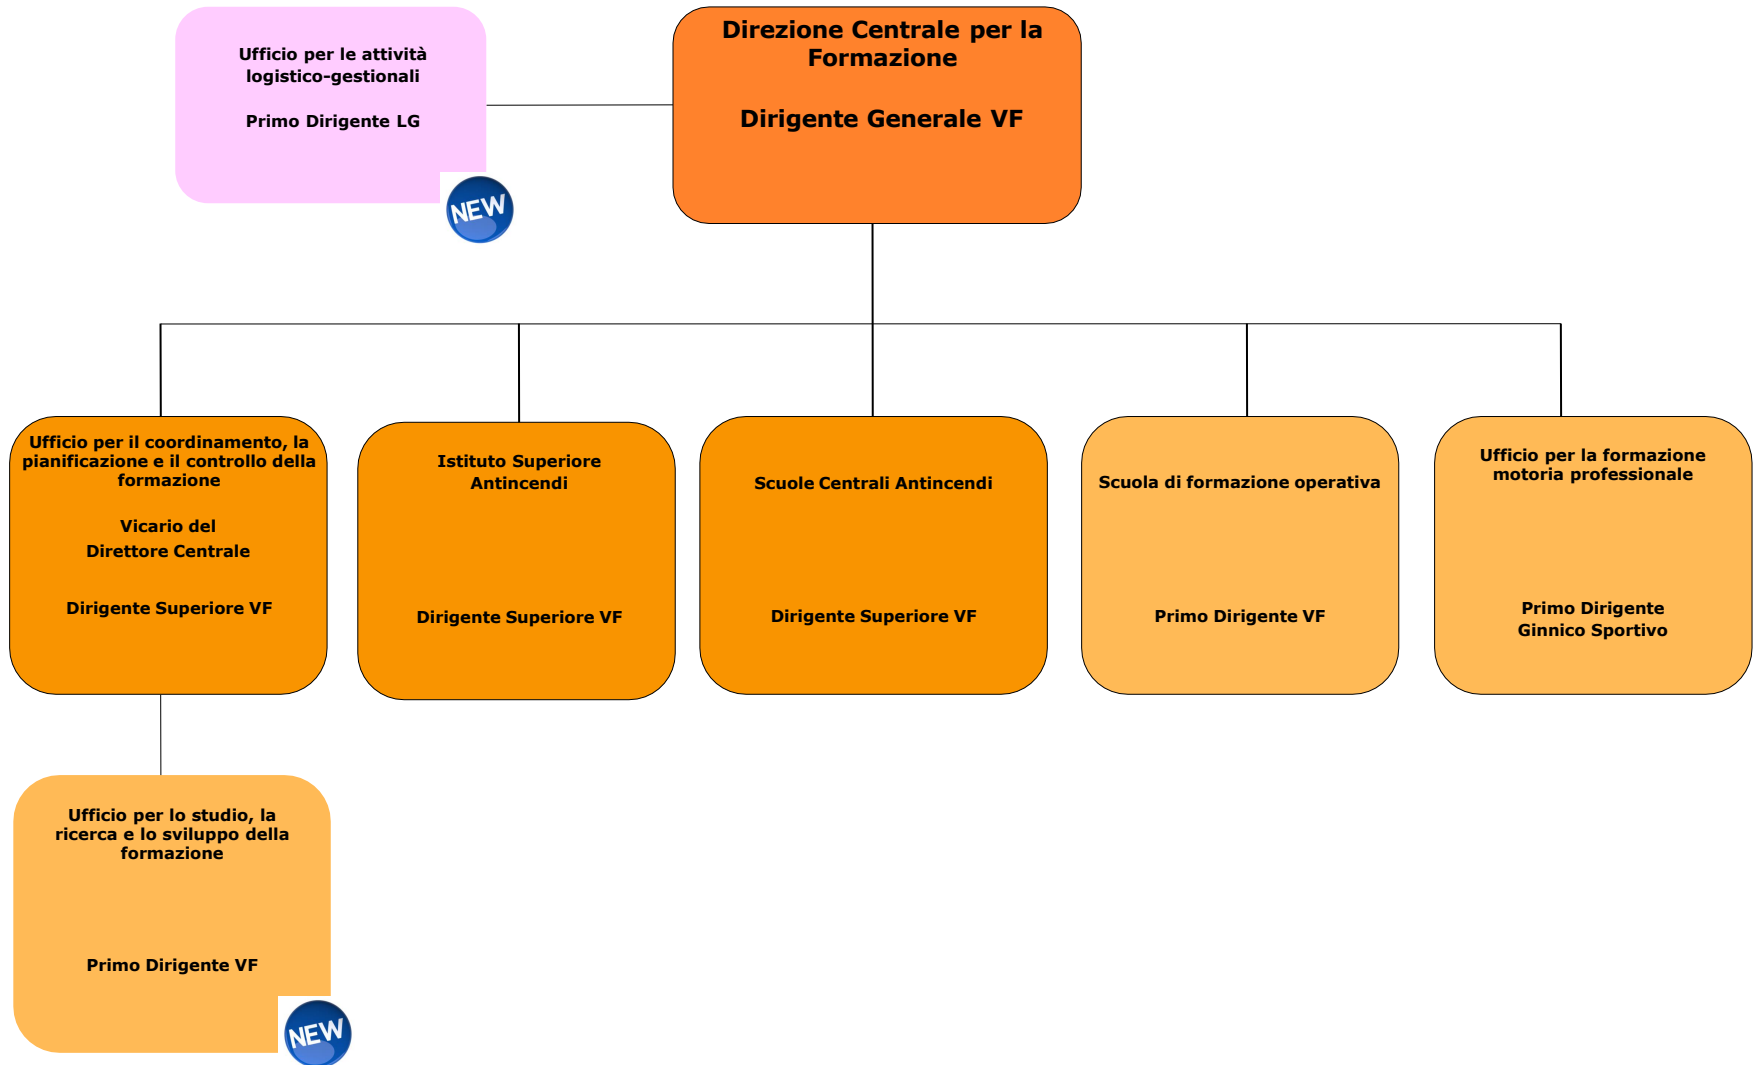 Ufficio per le attività
logistico-gestionali
Primo Dirigente LG
NEW
Direzione Centrale per la
Formazione
Dirigente Generale VF
Ufficio per il coordinamento, la
pianificazione e il controllo della
formazione
Vicario del
Direttore Centrale
Dirigente Superiore VF
Istituto Superiore
Antincendi
Dirigente Superiore VF
Scuole Centrali Antincendi
Dirigente Superiore VF
Scuola di formazione operativa
Primo Dirigente VF
Ufficio per la formazione
motoria professionale
Primo Dirigente
Ginnico Sportivo
Ufficio per lo studio, la
ricerca e lo sviluppo della
formazione
Primo Dirigente VF
NEW